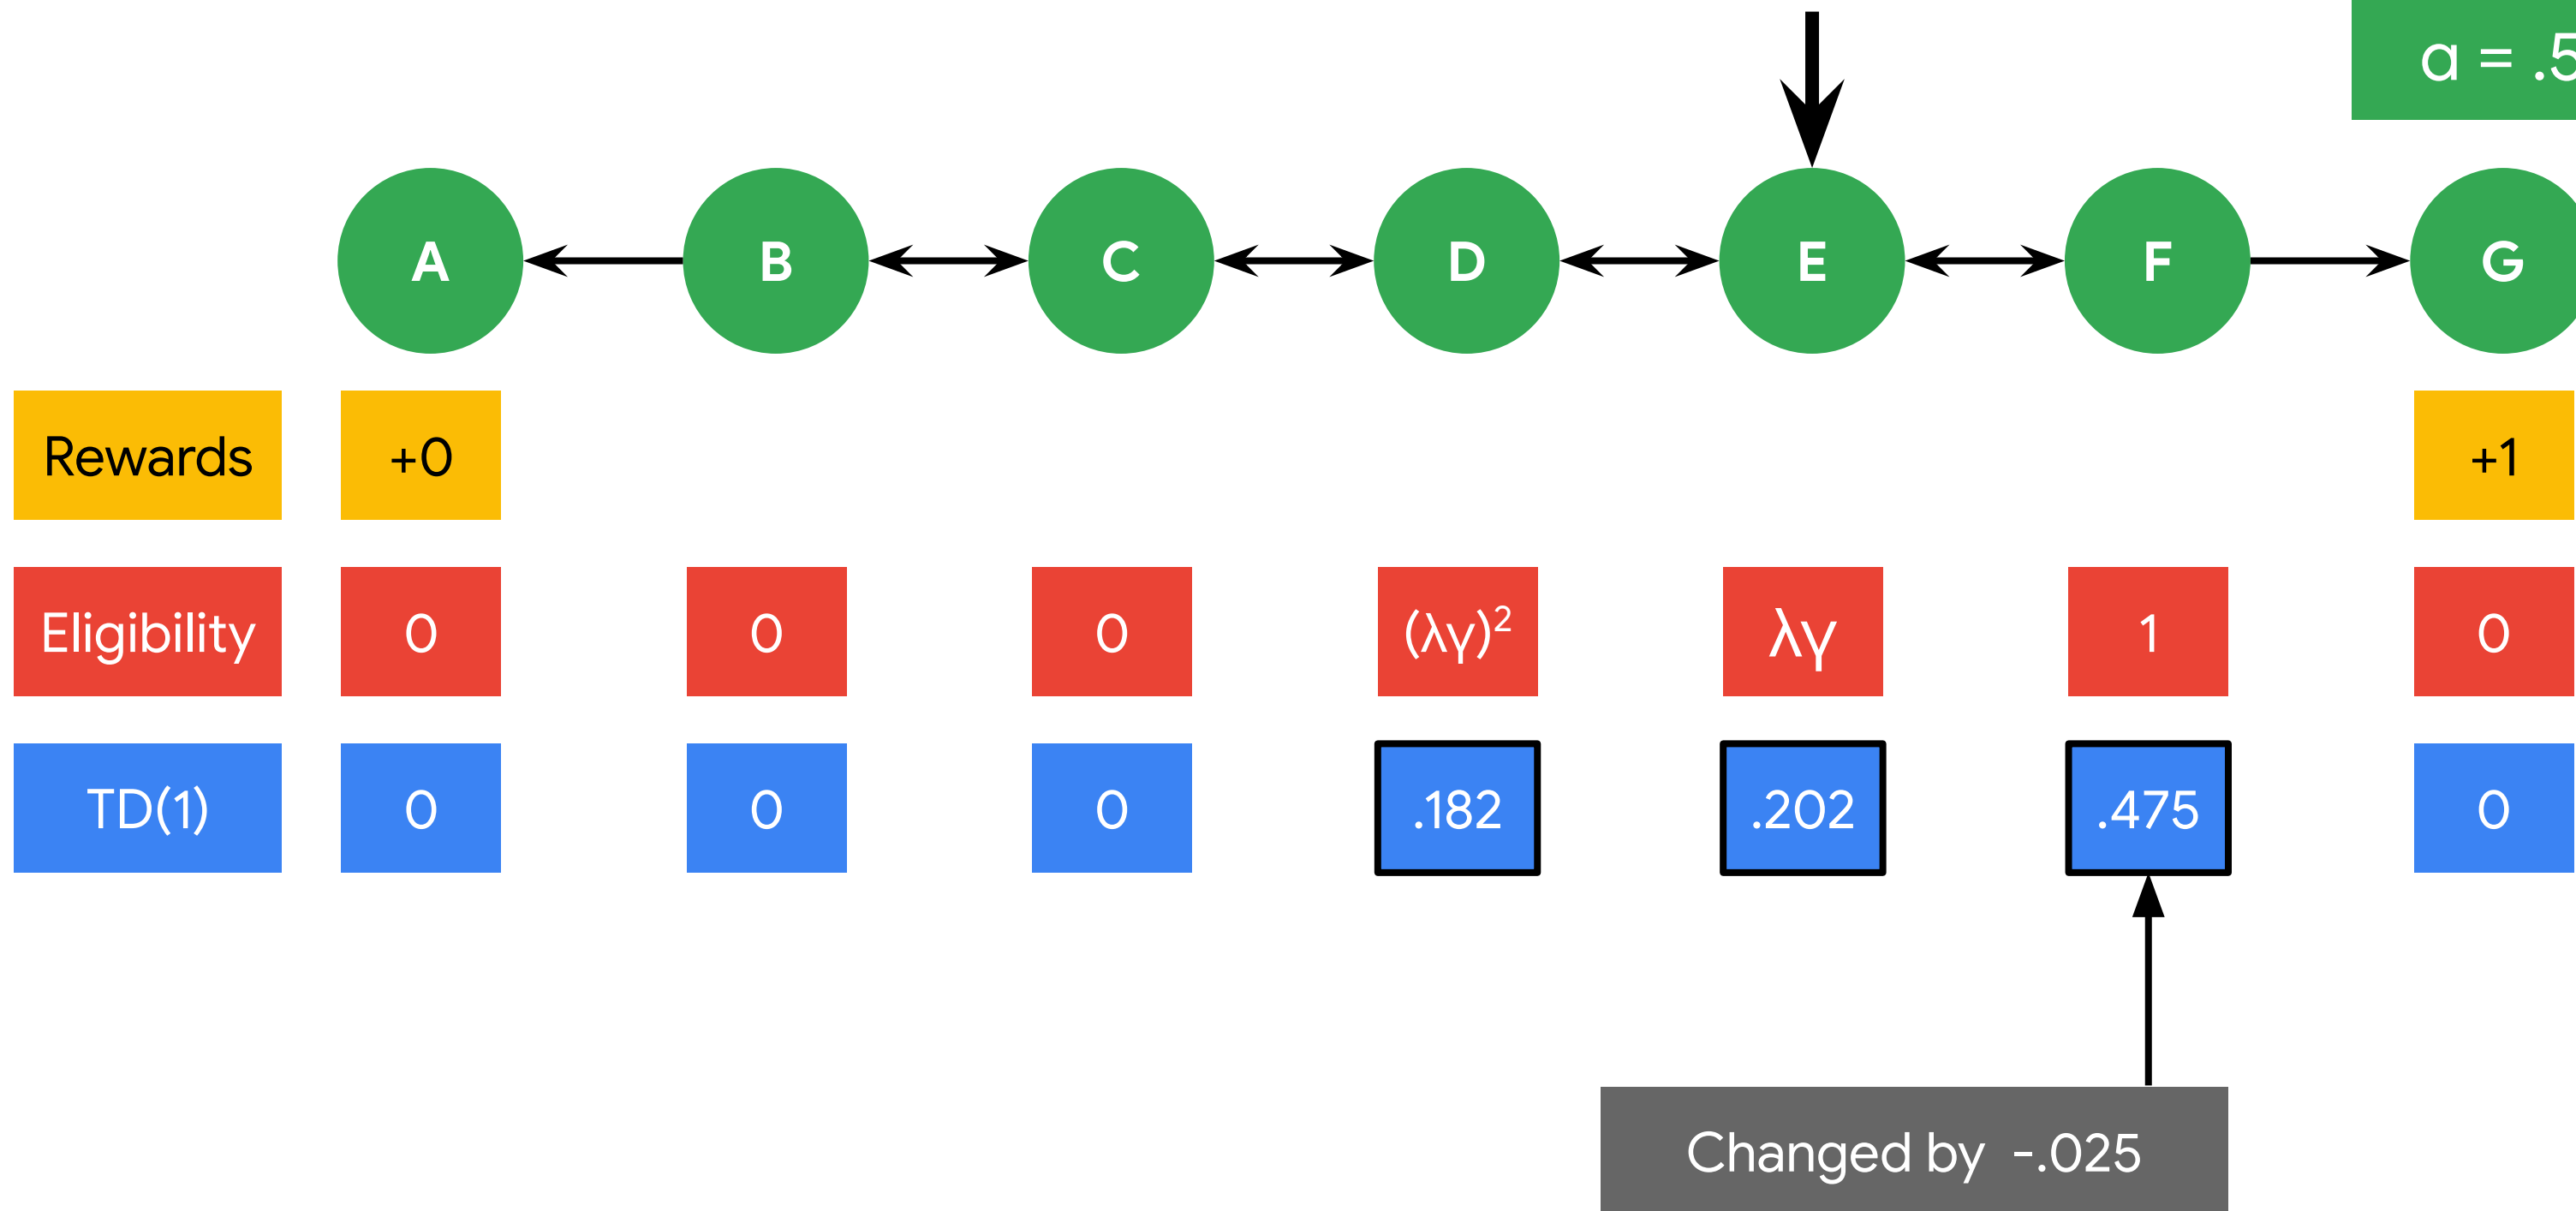 a = .5
A B C D E F G
Rewards +0 +1
Eligibility 0 0 0 (λγ)² λγ 1 0
TD(1) 0 0 0 .182 .202 .475 0
Changed by -.025